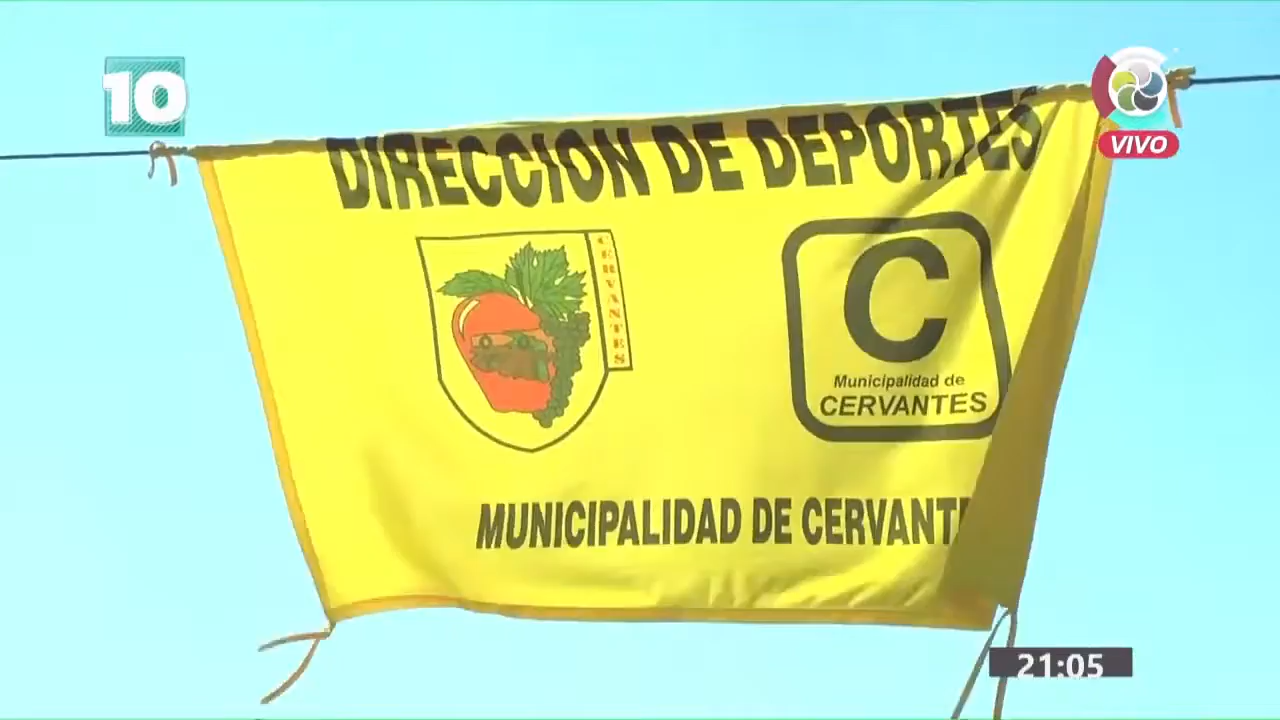 10
VIVO
DIRECCION DE DEPORTES
CERVANTES
C
Municipalidad de
CERVANTES
MUNICIPALIDAD DE CERVANT
21:05